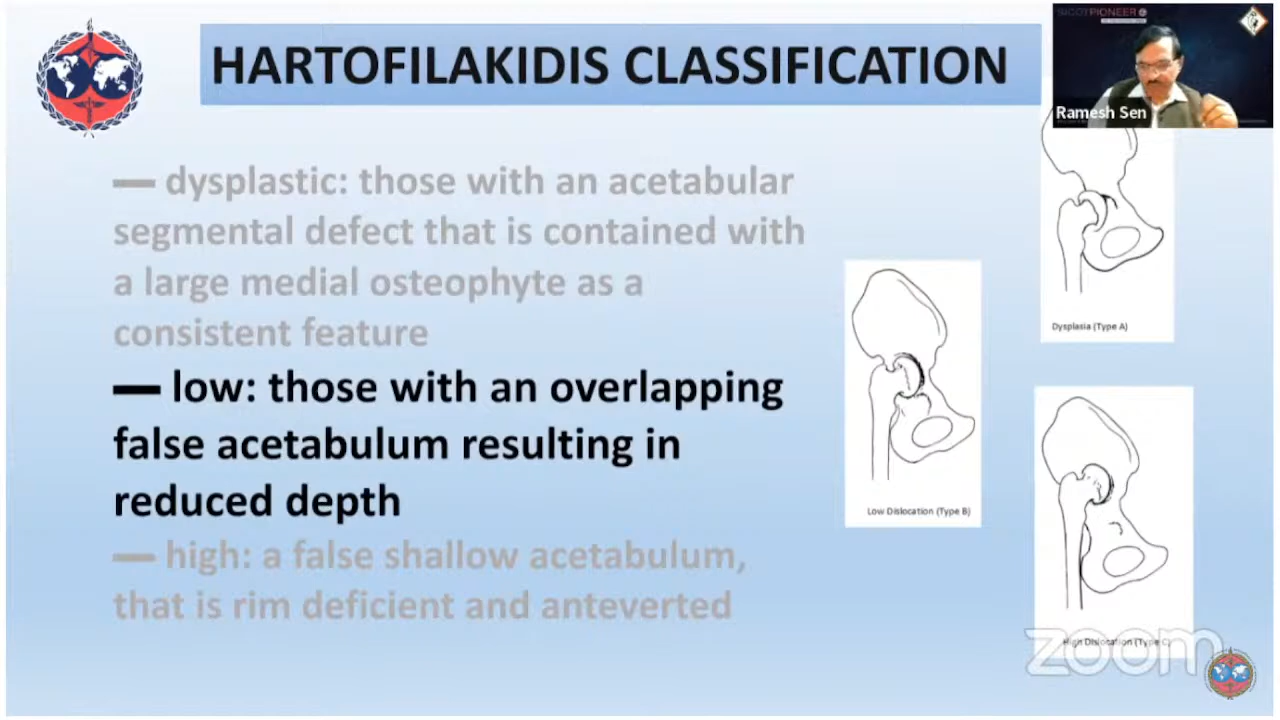 SICOT PIONEER
HARTOFILAKIDIS CLASSIFICATION
Ramesh Sen
— dysplastic: those with an acetabular
segmental defect that is contained with
a large medial osteophyte as a
consistent feature
— low: those with an overlapping
false acetabulum resulting in
reduced depth
— high: a false shallow acetabulum,
that is rim deficient and anteverted
Dysplasia (Type A)
Low Dislocation (Type B)
High Dislocation (Type C)
zoom